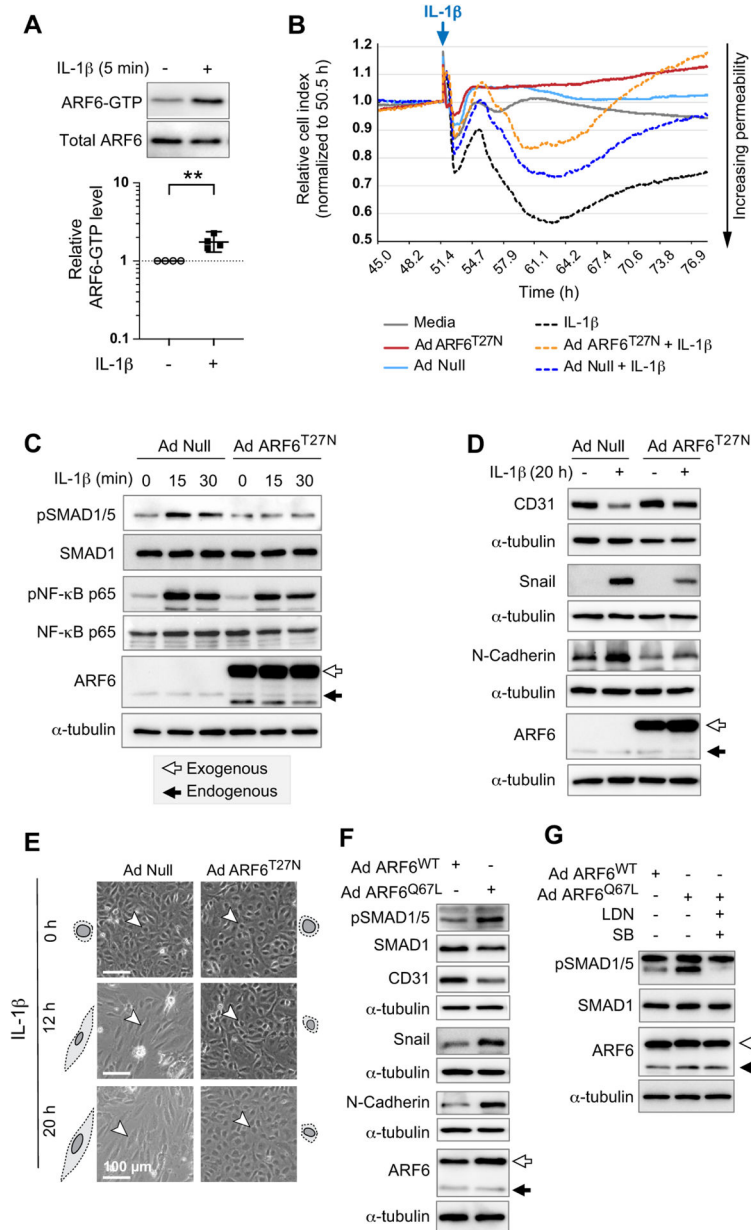 A
IL-1β (5 min) - +
ARF6-GTP
Total ARF6
Relative
ARF6-GTP level
10
**
1
0.1
IL-1β - +
B
IL-1β
Relative cell index
(normalized to 50.5 h)
1.2
1.1
1.0
0.9
0.8
0.7
0.6
0.5
45.0 48.2 51.4 54.7 57.9 61.1 64.2 67.4 70.6 73.8 76.9
Time (h)
Increasing permeability
Media
Ad ARF6T27N
Ad Null
IL-1β
Ad ARF6T27N + IL-1β
Ad Null + IL-1β
C
Ad Null Ad ARF6T27N
IL-1β (min) 0 15 30 0 15 30
pSMAD1/5
SMAD1
pNF-κB p65
NF-κB p65
ARF6
α-tubulin
Exogenous
Endogenous
D
Ad Null Ad ARF6T27N
IL-1β (20 h) - + - +
CD31
α-tubulin
Snail
α-tubulin
N-Cadherin
α-tubulin
ARF6
α-tubulin
E
Ad Null Ad ARF6T27N
IL-1β
0 h
12 h
20 h
100 µm
F
Ad ARF6WT + -
Ad ARF6Q67L - +
pSMAD1/5
SMAD1
CD31
α-tubulin
Snail
α-tubulin
N-Cadherin
α-tubulin
ARF6
α-tubulin
G
Ad ARF6WT + - -
Ad ARF6Q67L - + +
LDN - - +
SB - - +
pSMAD1/5
SMAD1
ARF6
α-tubulin